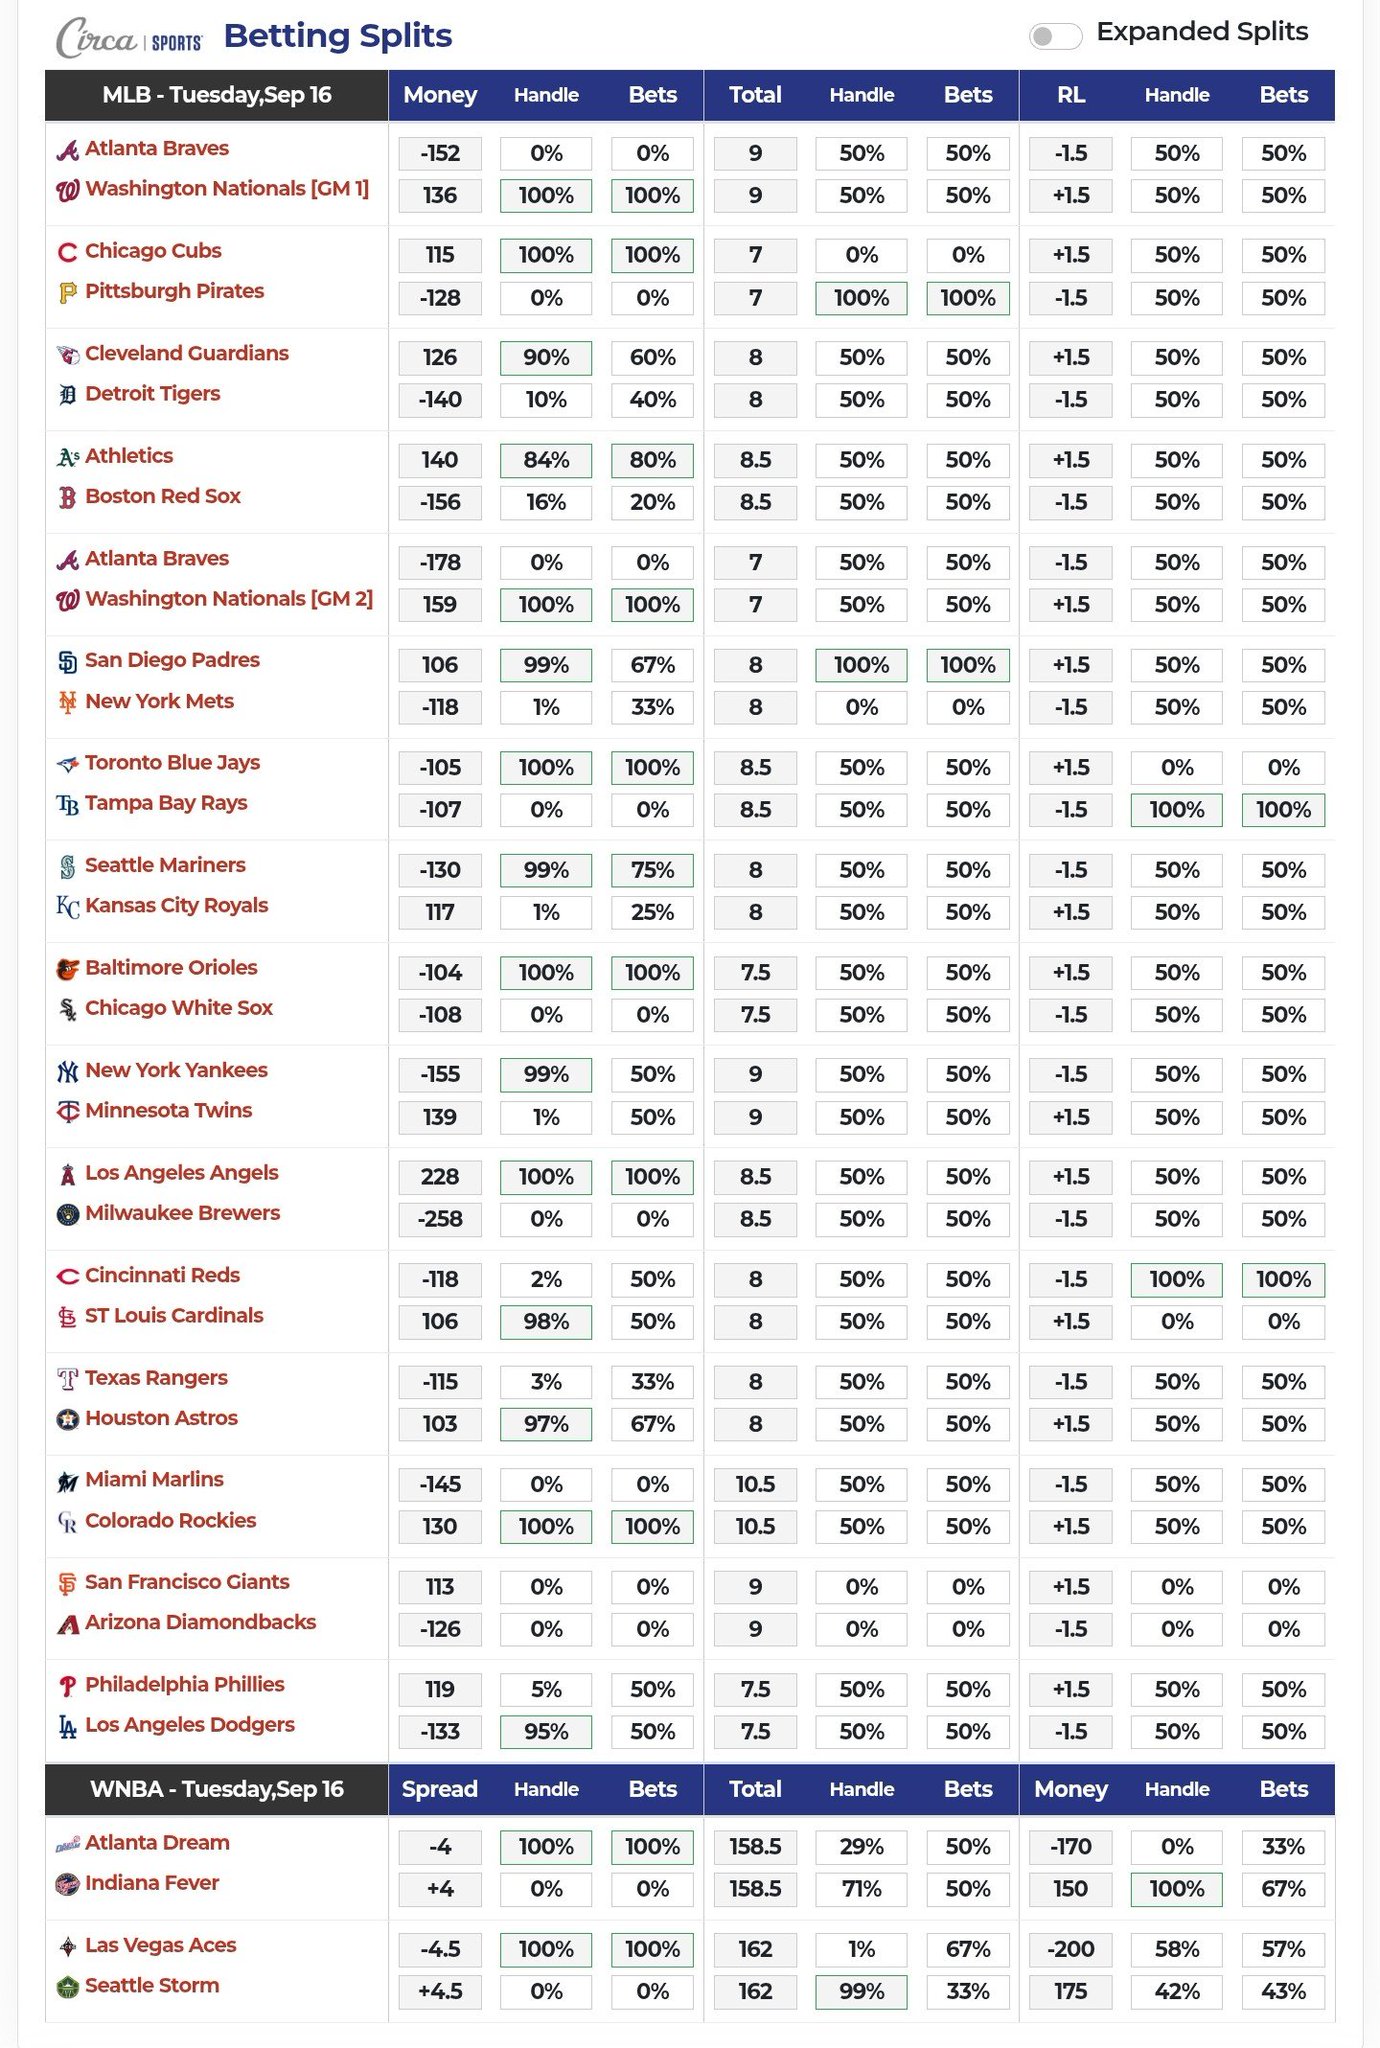 Circa | SPORTS Betting Splits Expanded Splits
MLB - Tuesday,Sep 16 Money Handle Bets Total Handle Bets RL Handle Bets
Atlanta Braves -152 0% 0% 9 50% 50% -1.5 50% 50%
Washington Nationals [GM 1] 136 100% 100% 9 50% 50% +1.5 50% 50%
Chicago Cubs 115 100% 100% 7 0% 0% +1.5 50% 50%
Pittsburgh Pirates -128 0% 0% 7 100% 100% -1.5 50% 50%
Cleveland Guardians 126 90% 60% 8 50% 50% +1.5 50% 50%
Detroit Tigers -140 10% 40% 8 50% 50% -1.5 50% 50%
Athletics 140 84% 80% 8.5 50% 50% +1.5 50% 50%
Boston Red Sox -156 16% 20% 8.5 50% 50% -1.5 50% 50%
Atlanta Braves -178 0% 0% 7 50% 50% -1.5 50% 50%
Washington Nationals [GM 2] 159 100% 100% 7 50% 50% +1.5 50% 50%
San Diego Padres 106 99% 67% 8 100% 100% +1.5 50% 50%
New York Mets -118 1% 33% 8 0% 0% -1.5 50% 50%
Toronto Blue Jays -105 100% 100% 8.5 50% 50% +1.5 0% 0%
Tampa Bay Rays -107 0% 0% 8.5 50% 50% -1.5 100% 100%
Seattle Mariners -130 99% 75% 8 50% 50% -1.5 50% 50%
Kansas City Royals 117 1% 25% 8 50% 50% +1.5 50% 50%
Baltimore Orioles -104 100% 100% 7.5 50% 50% +1.5 50% 50%
Chicago White Sox -108 0% 0% 7.5 50% 50% -1.5 50% 50%
New York Yankees -155 99% 50% 9 50% 50% -1.5 50% 50%
Minnesota Twins 139 1% 50% 9 50% 50% +1.5 50% 50%
Los Angeles Angels 228 100% 100% 8.5 50% 50% +1.5 50% 50%
Milwaukee Brewers -258 0% 0% 8.5 50% 50% -1.5 50% 50%
Cincinnati Reds -118 2% 50% 8 50% 50% -1.5 100% 100%
ST Louis Cardinals 106 98% 50% 8 50% 50% +1.5 0% 0%
Texas Rangers -115 3% 33% 8 50% 50% -1.5 50% 50%
Houston Astros 103 97% 67% 8 50% 50% +1.5 50% 50%
Miami Marlins -145 0% 0% 10.5 50% 50% -1.5 50% 50%
Colorado Rockies 130 100% 100% 10.5 50% 50% +1.5 50% 50%
San Francisco Giants 113 0% 0% 9 0% 0% +1.5 0% 0%
Arizona Diamondbacks -126 0% 0% 9 0% 0% -1.5 0% 0%
Philadelphia Phillies 119 5% 50% 7.5 50% 50% +1.5 50% 50%
Los Angeles Dodgers -133 95% 50% 7.5 50% 50% -1.5 50% 50%
WNBA - Tuesday,Sep 16 Spread Handle Bets Total Handle Bets Money Handle Bets
Atlanta Dream -4 100% 100% 158.5 29% 50% -170 0% 33%
Indiana Fever +4 0% 0% 158.5 71% 50% 150 100% 67%
Las Vegas Aces -4.5 100% 100% 162 1% 67% -200 58% 57%
Seattle Storm +4.5 0% 0% 162 99% 33% 175 42% 43%